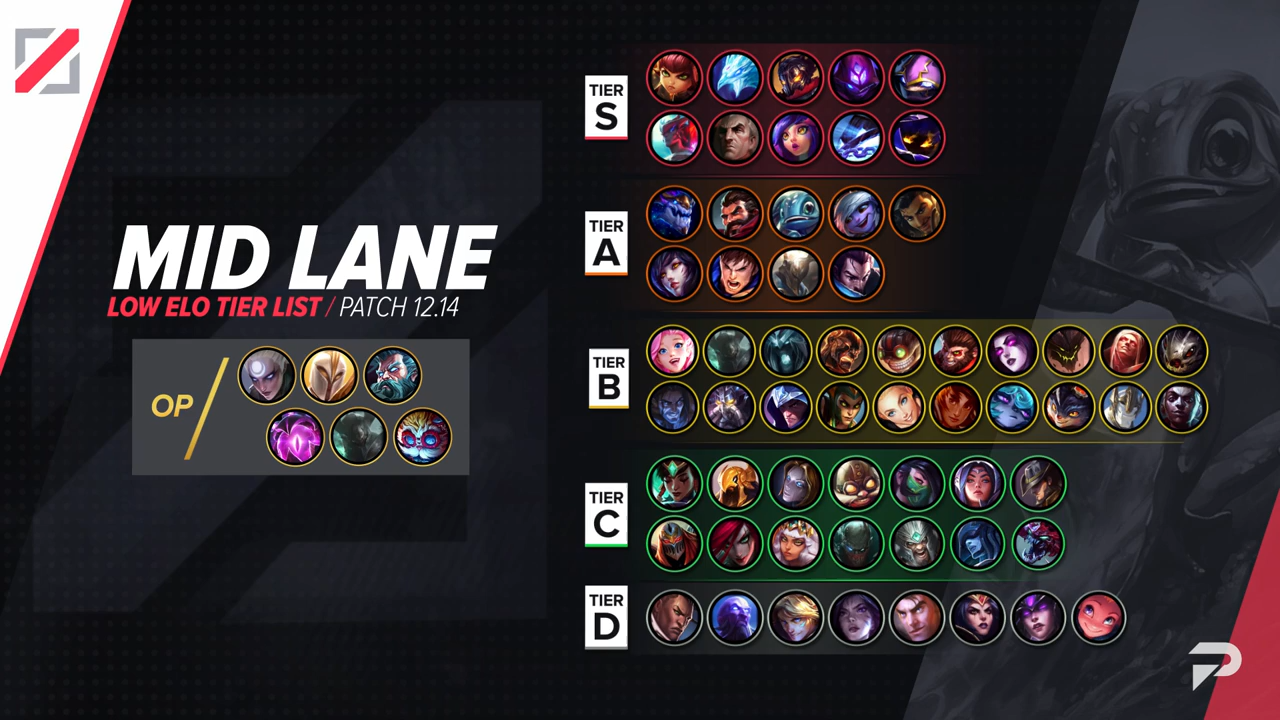 MID LANE
LOW ELO TIER LIST / PATCH 12.14
OP
TIER
S
TIER
A
TIER
B
TIER
C
TIER
D